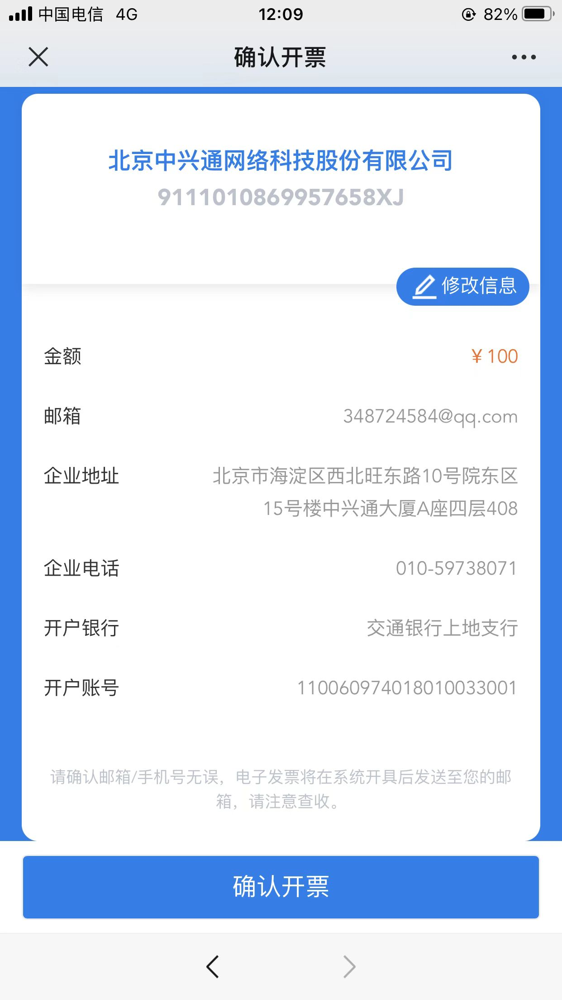 中国电信 4G 12:09 82%
确认开票
北京中兴通网络科技股份有限公司
9111010869957658XJ
修改信息
金额 ¥ 100
邮箱 348724584@qq.com
企业地址 北京市海淀区西北旺东路10号院东区
15号楼中兴通大厦A座四层408
企业电话 010-59738071
开户银行 交通银行上地支行
开户账号 110060974018010033001
请确认邮箱/手机号无误，电子发票将在系统开具后发送至您的邮
箱，请注意查收。
确认开票